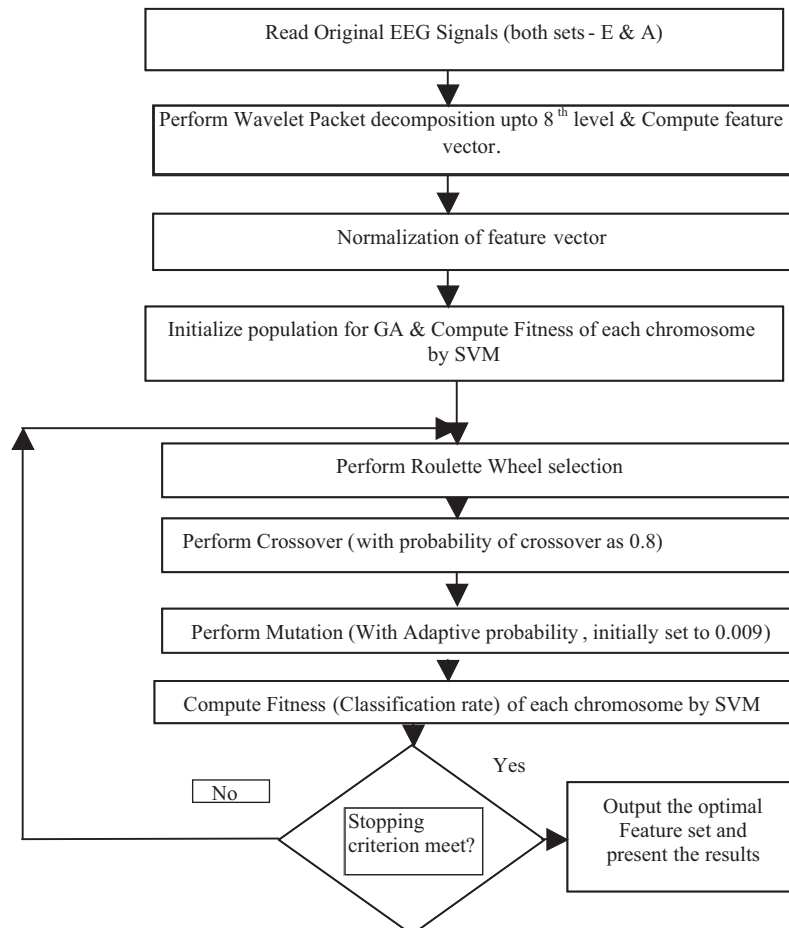 Read Original EEG Signals (both sets - E & A)
Perform Wavelet Packet decomposition upto 8 th level & Compute feature
vector.
Normalization of feature vector
Initialize population for GA & Compute Fitness of each chromosome
by SVM
Perform Roulette Wheel selection
Perform Crossover (with probability of crossover as 0.8)
Perform Mutation (With Adaptive probability , initially set to 0.009)
Compute Fitness (Classification rate) of each chromosome by SVM
No
Yes
Stopping
criterion meet?
Output the optimal
Feature set and
present the results